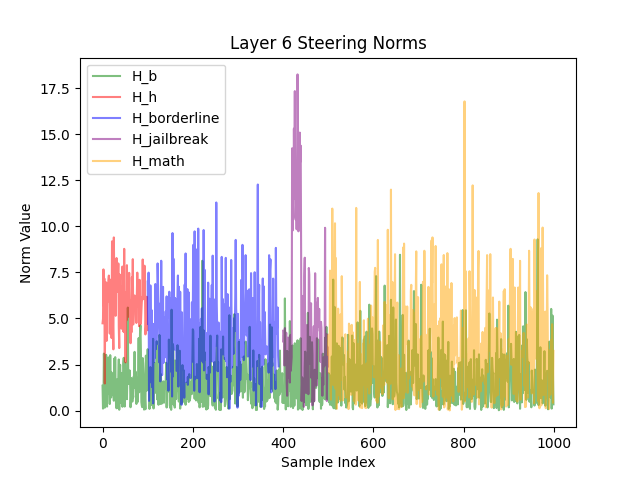 Layer 6 Steering Norms
H_b
H_h
H_borderline
H_jailbreak
H_math
Norm Value
17.5
15.0
12.5
10.0
7.5
5.0
2.5
0.0
0
200
400
600
800
1000
Sample Index